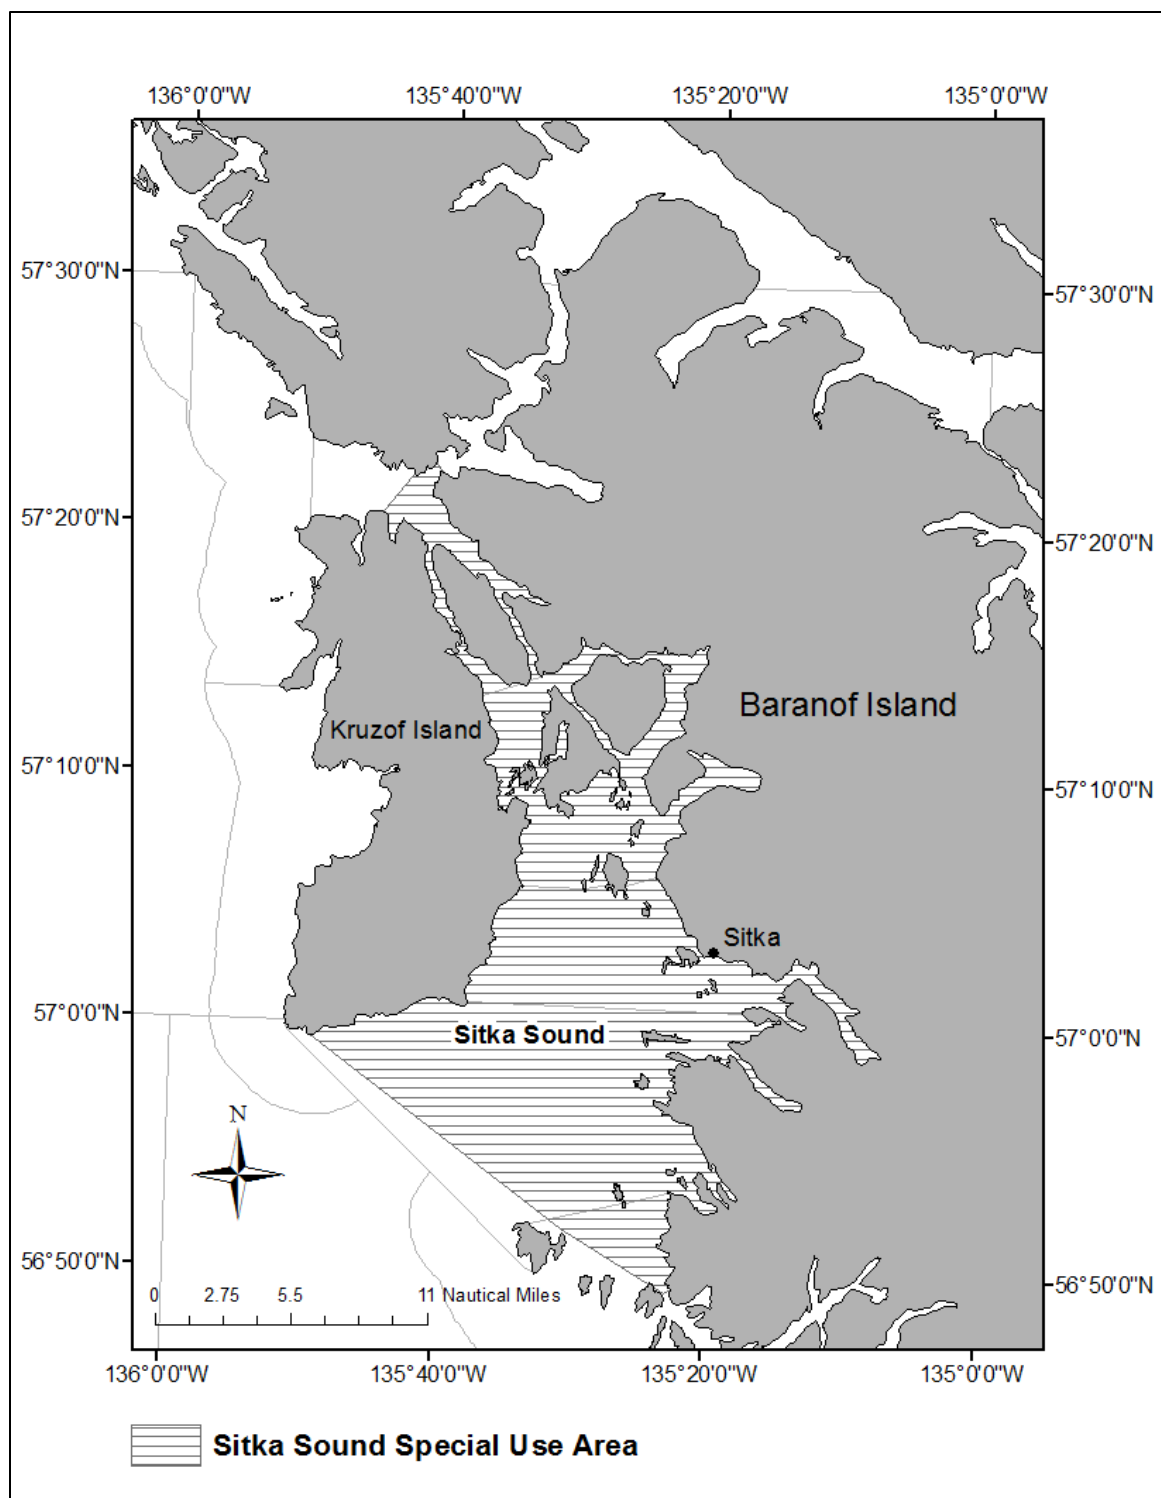 136°0'0"W 135°40'0"W 135°20'0"W 135°0'0"W
57°30'0"N 57°30'0"N
57°20'0"N 57°20'0"N
Baranof Island
Kruzof Island
57°10'0"N 57°10'0"N
Sitka
57°0'0"N 57°0'0"N
Sitka Sound
N
56°50'0"N 56°50'0"N
0 2.75 5.5 11 Nautical Miles
136°0'0"W 135°40'0"W 135°20'0"W 135°0'0"W
Sitka Sound Special Use Area